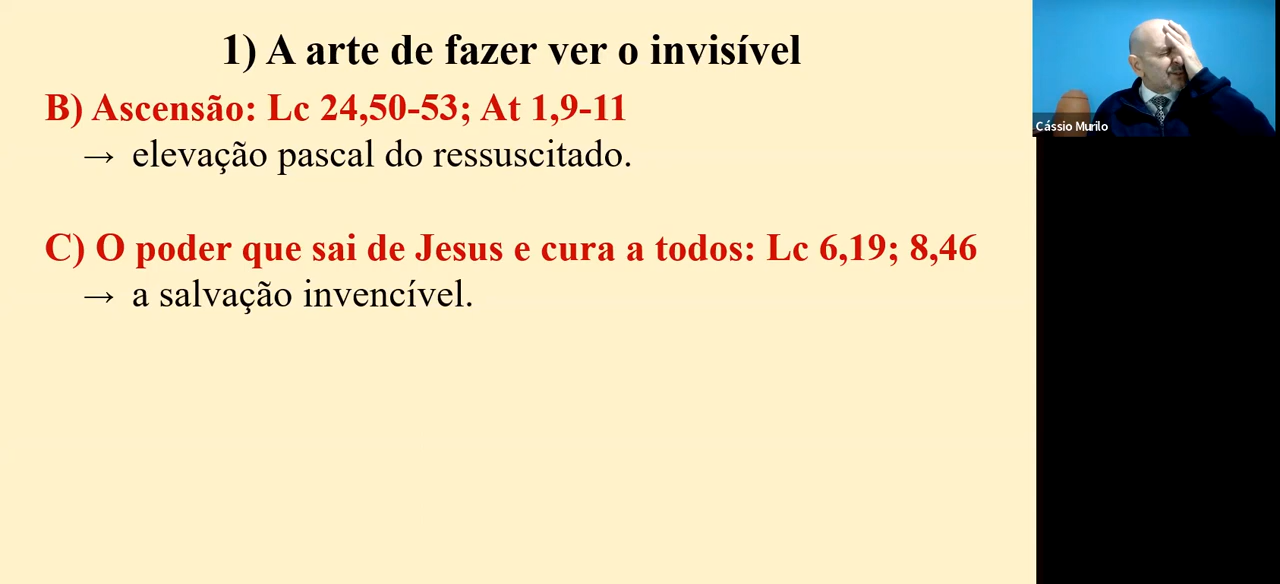 1) A arte de fazer ver o invisível
B) Ascensão: Lc 24,50-53; At 1,9-11
→ elevação pascal do ressuscitado.
C) O poder que sai de Jesus e cura a todos: Lc 6,19; 8,46
→ a salvação invencível.
Cássio Murilo